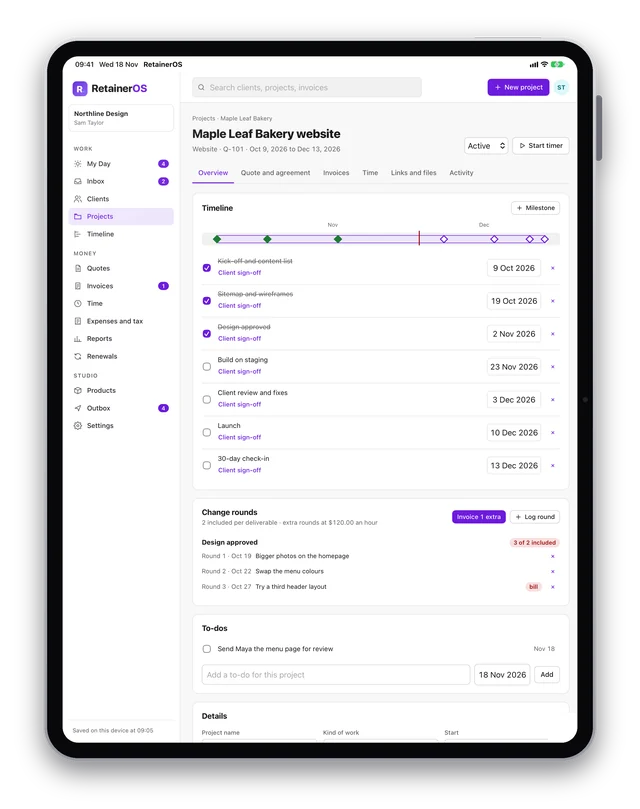 09:41 Wed 18 Nov RetainerOS
R RetainerOS
Search clients, projects, invoices
+ New project
ST
Northline Design
Sam Taylor
WORK
My Day 4
Inbox 2
Clients
Projects
Timeline
MONEY
Quotes
Invoices 1
Time
Expenses and tax
Reports
Renewals
STUDIO
Products
Outbox 4
Settings
Saved on this device at 09:05
Projects · Maple Leaf Bakery
Maple Leaf Bakery website
Website · Q-101 · Oct 9, 2026 to Dec 13, 2026
Active
Start timer
Overview Quote and agreement Invoices Time Links and files Activity
Timeline
+ Milestone
Nov Dec
Kick-off and content list
Client sign-off
9 Oct 2026 ×
Sitemap and wireframes
Client sign-off
19 Oct 2026 ×
Design approved
Client sign-off
2 Nov 2026 ×
Build on staging
Client sign-off
23 Nov 2026 ×
Client review and fixes
Client sign-off
3 Dec 2026 ×
Launch
Client sign-off
10 Dec 2026 ×
30-day check-in
Client sign-off
13 Dec 2026 ×
Change rounds
2 included per deliverable · extra rounds at $120.00 an hour
Invoice 1 extra
+ Log round
Design approved 3 of 2 included
Round 1 · Oct 19 Bigger photos on the homepage ×
Round 2 · Oct 22 Swap the menu colours ×
Round 3 · Oct 27 Try a third header layout bill ×
To-dos
Send Maya the menu page for review Nov 18
Add a to-do for this project
18 Nov 2026
Add
Details
Project name Kind of work Start